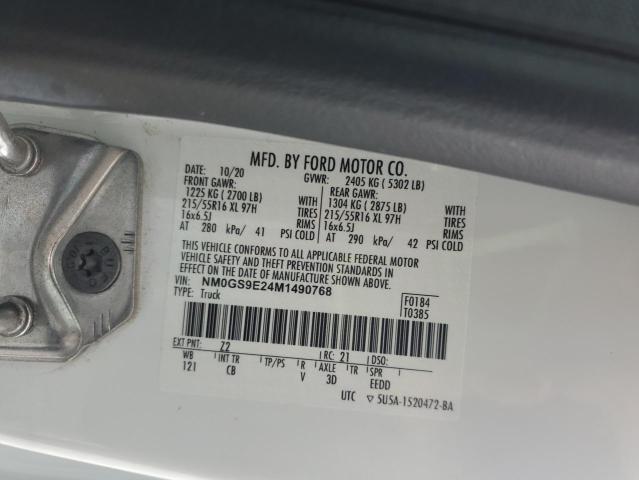 MFD. BY FORD MOTOR CO.
DATE: 10/20 GVWR: 2405 KG ( 5302 LB)
FRONT GAWR: REAR GAWR:
1225 KG ( 2700 LB) WITH 1304 KG ( 2875 LB) WITH
215/55R16 XL 97H TIRES 215/55R16 XL 97H TIRES
16x6.5J RIMS 16x6.5J RIMS
AT 280 kPa/ 41 PSI COLD AT 290 kPa/ 42 PSI COLD
THIS VEHICLE CONFORMS TO ALL APPLICABLE FEDERAL MOTOR
VEHICLE SAFETY AND THEFT PREVENTION STANDARDS IN
EFFECT ON THE DATE OF MANUFACTURE SHOWN ABOVE.
VIN: NM0GS9E24M1490768
TYPE: Truck
F0184
T0385
EXT PNT: Z2 RC: 21 DSO:
WB INT TR TP/PS R AXLE TR SPR
121 CB V 3D EEDD
UTC ▽ 5U5A-1520472-BA